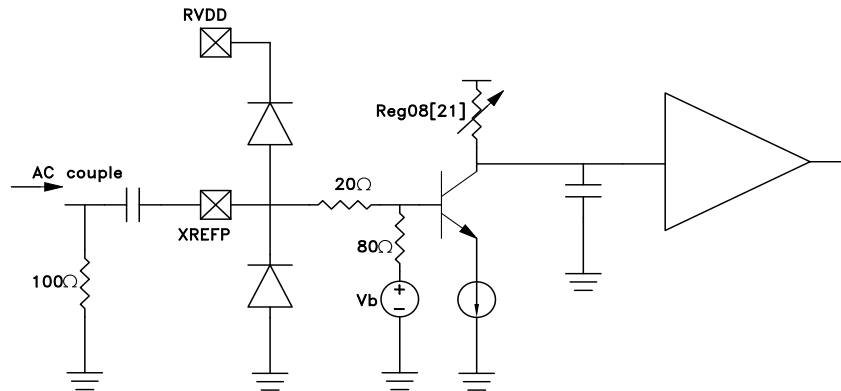 RVDD
Reg08[21]
AC couple
XREFP
20Ω
80Ω
100Ω
Vb
+
−